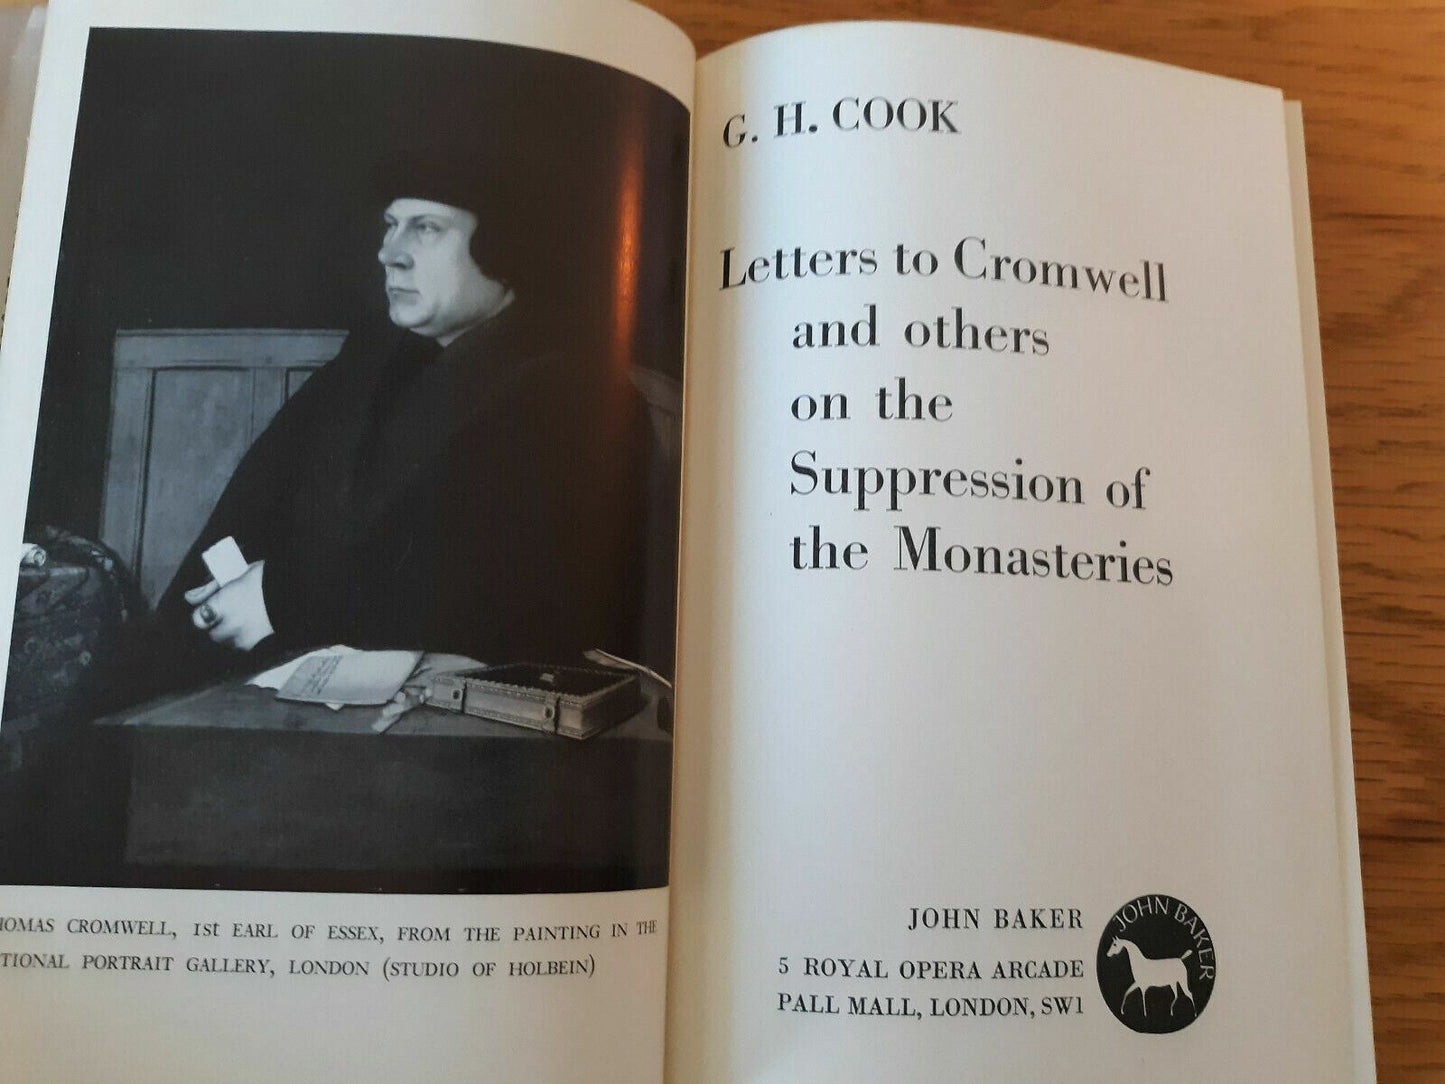 THOMAS CROMWELL, 1st EARL OF ESSEX, FROM THE PAINTING IN THE
PORTRAIT GALLERY, LONDON (STUDIO OF HOLBEIN)
G. H. COOK
Letters to Cromwell
and others
on the
Suppression of
the Monasteries
JOHN BAKER
5 ROYAL OPERA ARCADE
PALL MALL, LONDON, SW1
JOHN BAKER